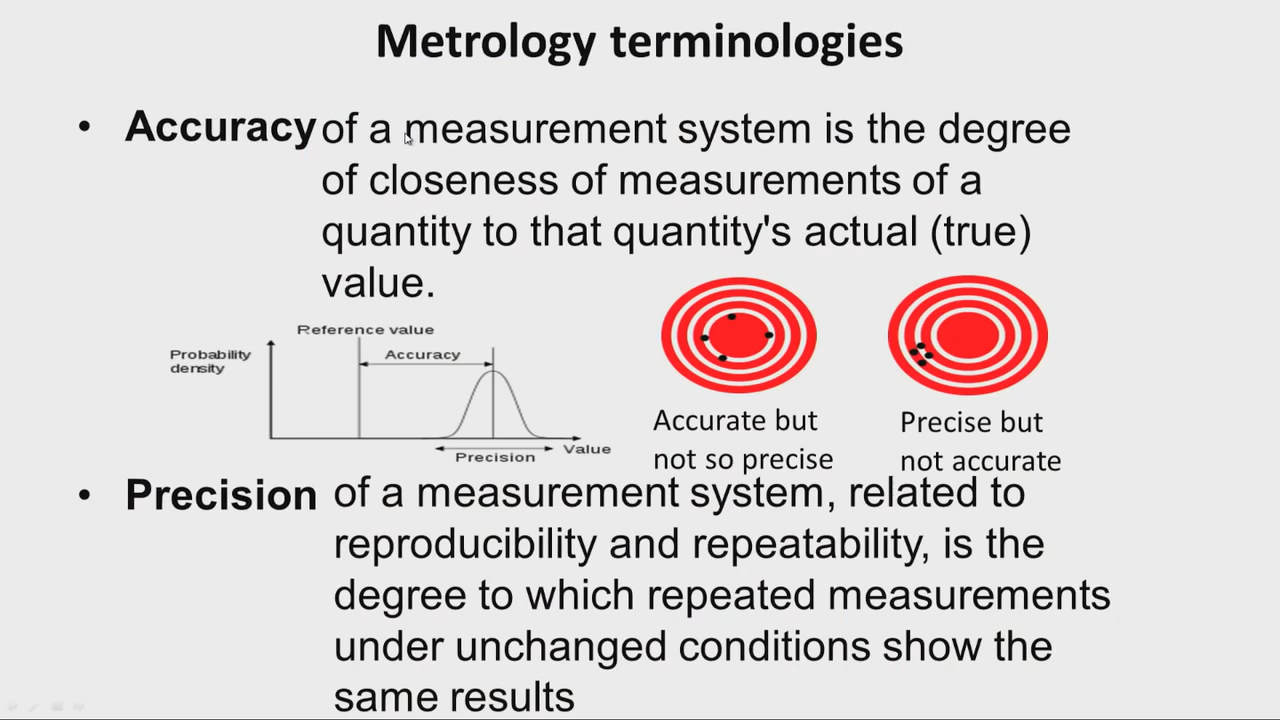 Metrology terminologies
• Accuracy of a measurement system is the degree
of closeness of measurements of a
quantity to that quantity's actual (true)
value.
Reference value
Probability
density
Accuracy
Value
Precision
Accurate but
not so precise
Precise but
not accurate
• Precision of a measurement system, related to
reproducibility and repeatability, is the
degree to which repeated measurements
under unchanged conditions show the
same results